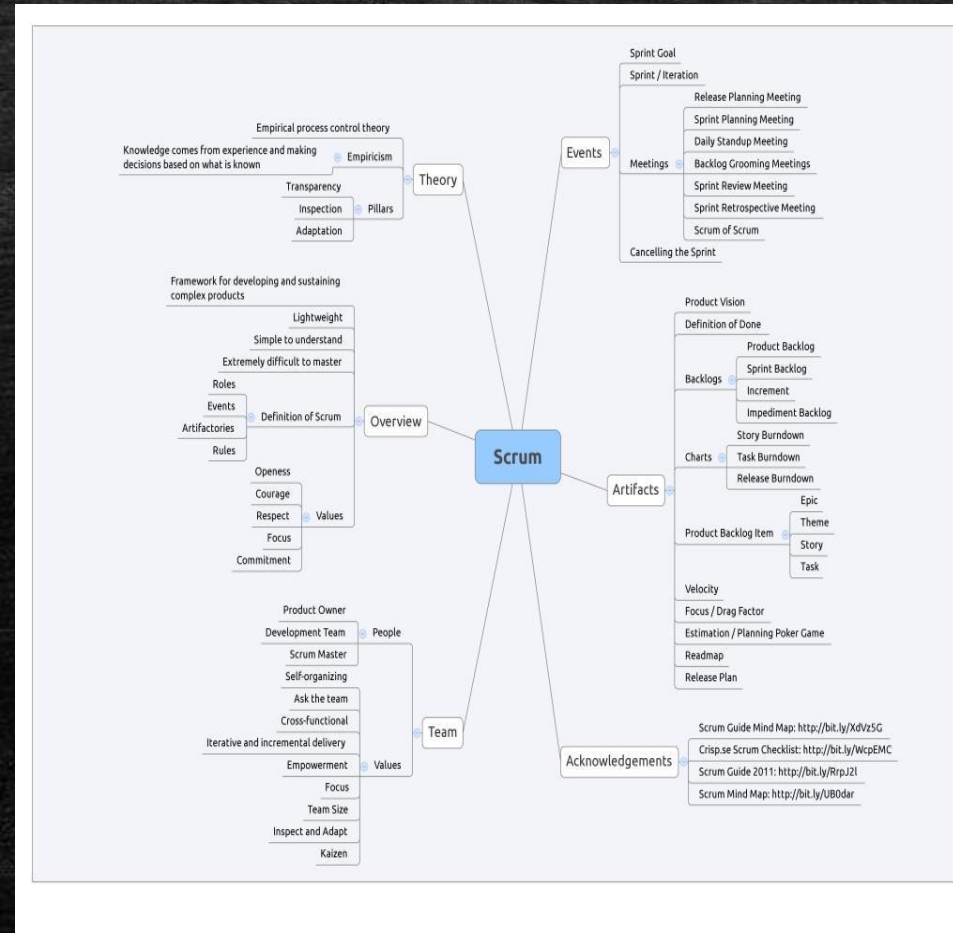 Scrum
Theory
Empirical process control theory
Empiricism
Knowledge comes from experience and making
decisions based on what is known
Pillars
Transparency
Inspection
Adaptation
Overview
Framework for developing and sustaining
complex products
Lightweight
Simple to understand
Extremely difficult to master
Definition of Scrum
Roles
Events
Artifactories
Rules
Values
Openess
Courage
Respect
Focus
Commitment
Team
People
Product Owner
Development Team
Scrum Master
Values
Self-organizing
Ask the team
Cross-functional
Iterative and incremental delivery
Empowerment
Focus
Team Size
Inspect and Adapt
Kaizen
Events
Sprint Goal
Sprint / Iteration
Meetings
Release Planning Meeting
Sprint Planning Meeting
Daily Standup Meeting
Backlog Grooming Meetings
Sprint Review Meeting
Sprint Retrospective Meeting
Scrum of Scrum
Cancelling the Sprint
Artifacts
Product Vision
Definition of Done
Backlogs
Product Backlog
Sprint Backlog
Increment
Impediment Backlog
Charts
Story Burndown
Task Burndown
Release Burndown
Product Backlog Item
Epic
Theme
Story
Task
Velocity
Focus / Drag Factor
Estimation / Planning Poker Game
Readmap
Release Plan
Acknowledgements
Scrum Guide Mind Map: http://bit.ly/XdVz5G
Crisp.se Scrum Checklist: http://bit.ly/WcpEMC
Scrum Guide 2011: http://bit.ly/RrpJ2l
Scrum Mind Map: http://bit.ly/UB0dar